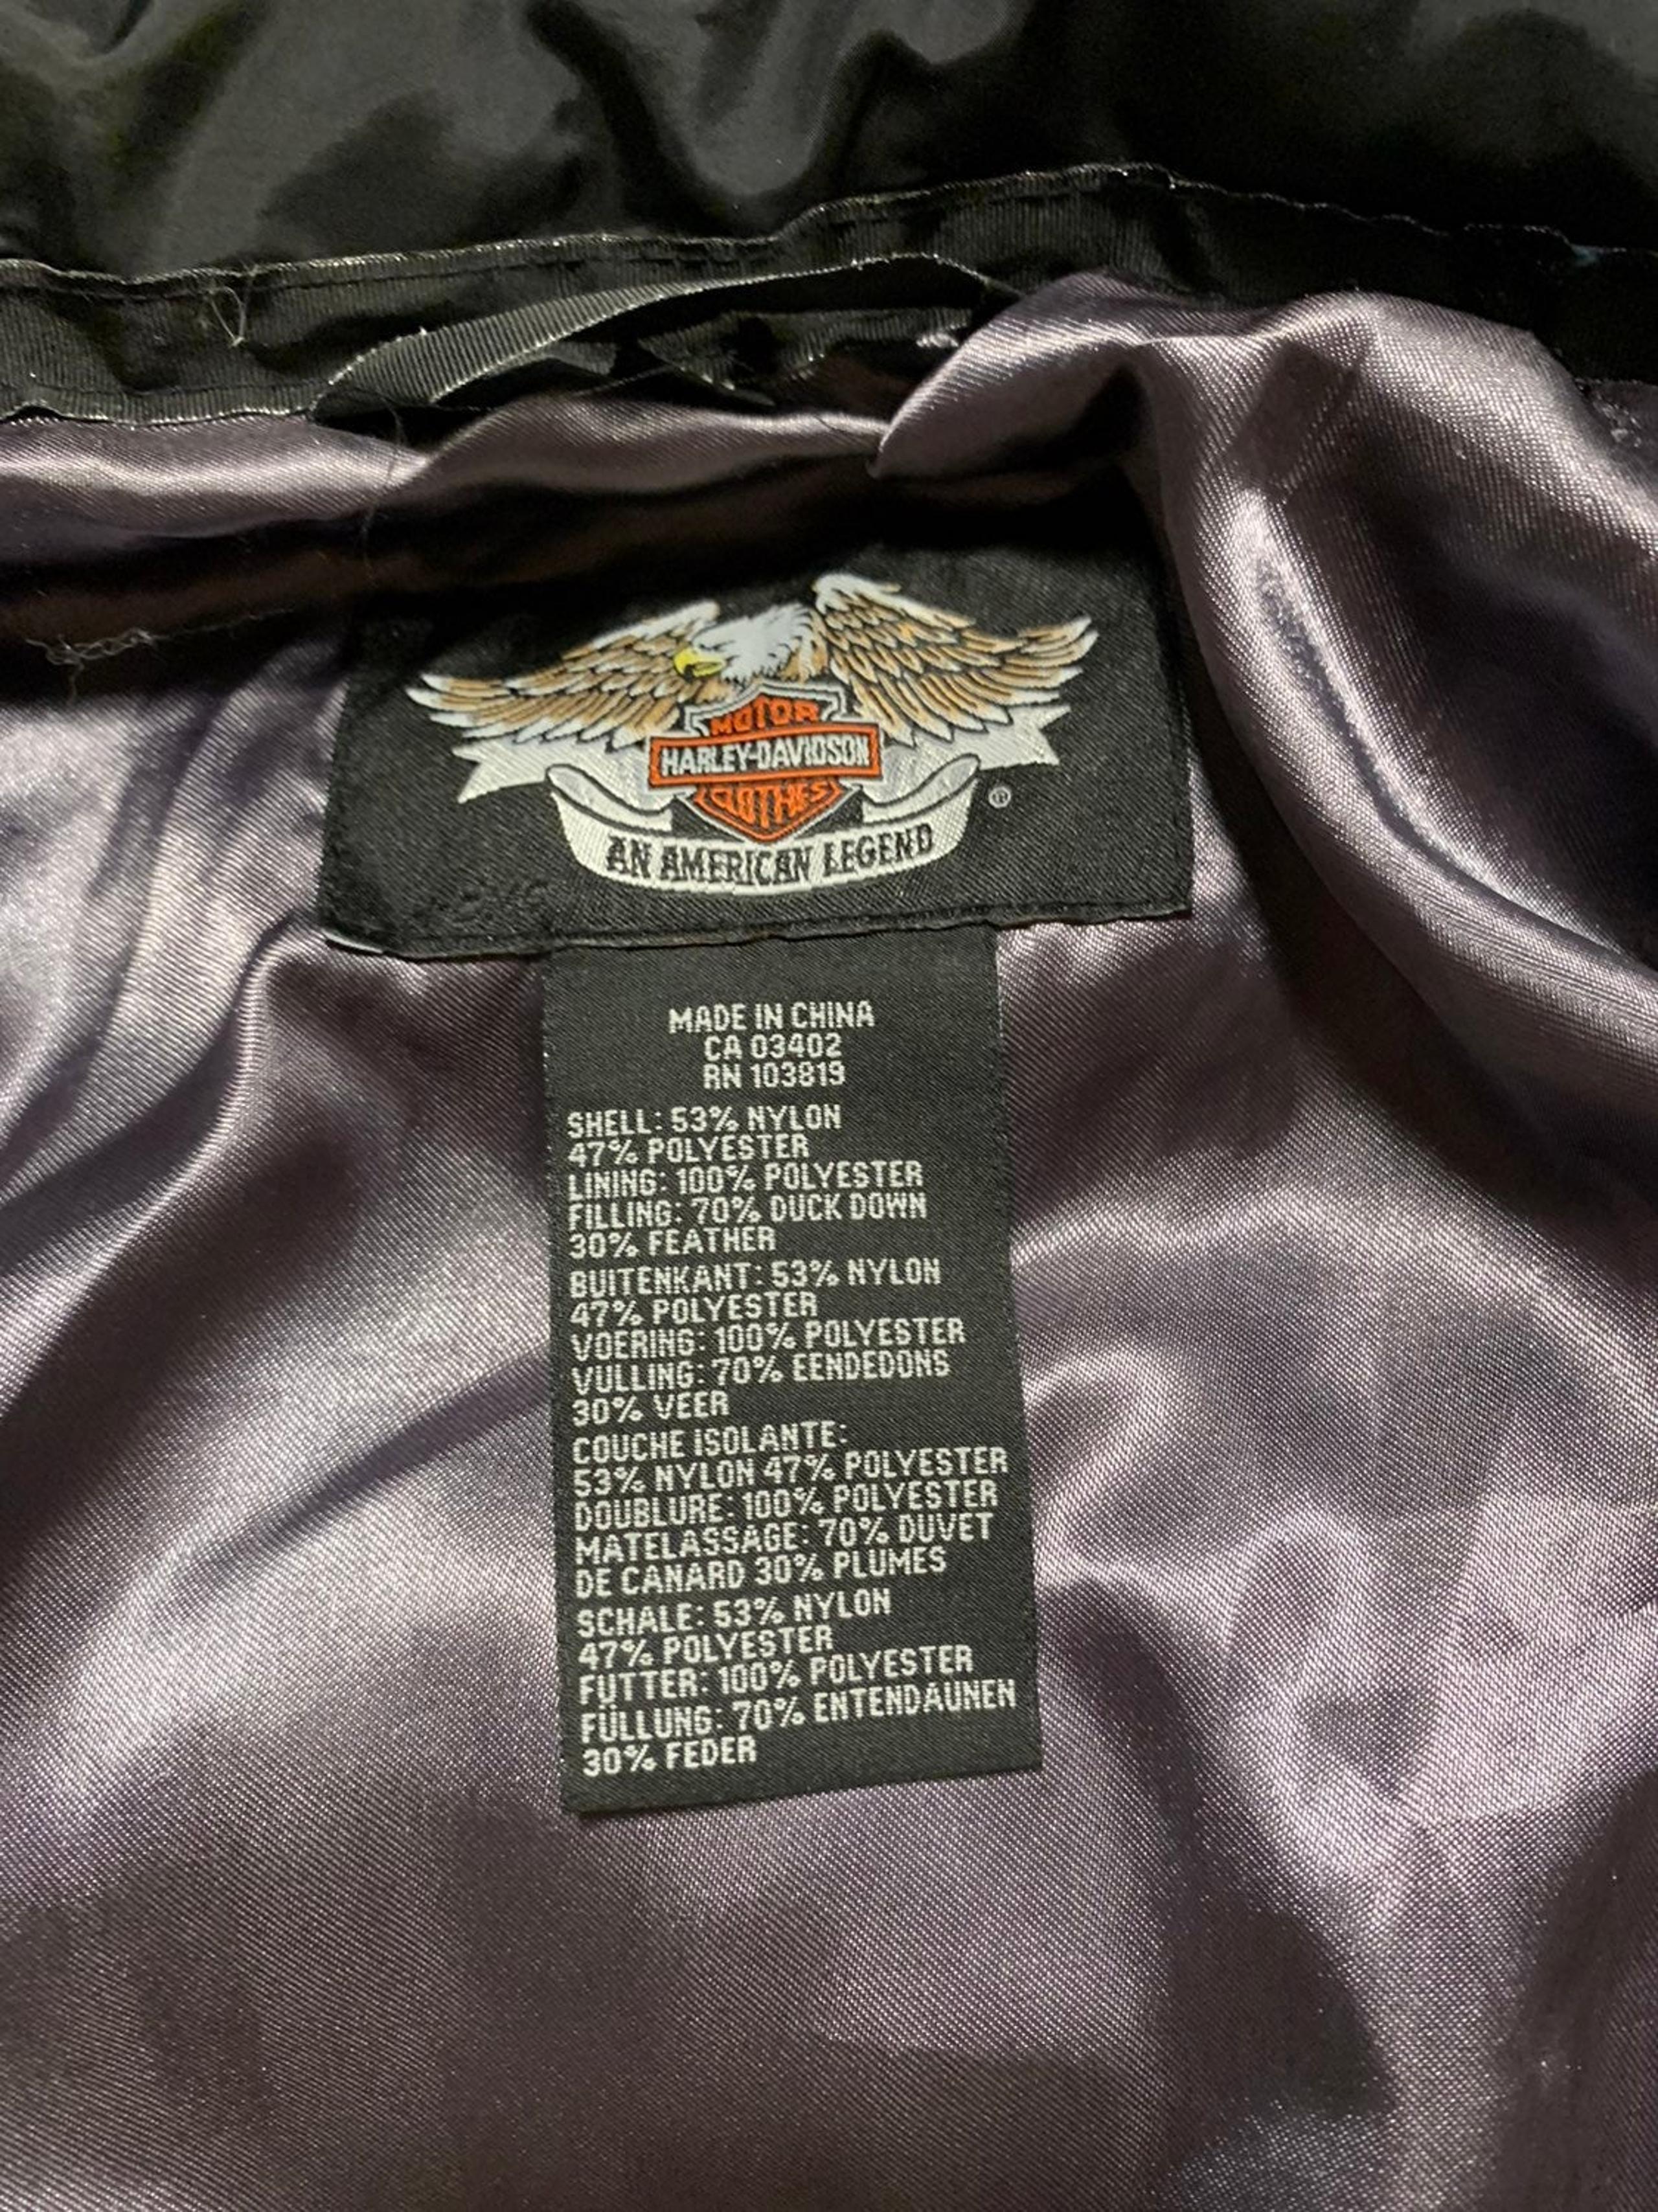 MOTOR
HARLEY-DAVIDSON
CLOTHES
®
AN AMERICAN LEGEND
MADE IN CHINA
CA 03402
RN 103819
SHELL: 53% NYLON
47% POLYESTER
LINING: 100% POLYESTER
FILLING: 70% DUCK DOWN
30% FEATHER
BUITENKANT: 53% NYLON
47% POLYESTER
VOERING: 100% POLYESTER
VULLING: 70% EENDEDONS
30% VEER
COUCHE ISOLANTE:
53% NYLON 47% POLYESTER
DOUBLURE: 100% POLYESTER
MATELASSAGE: 70% DUVET
DE CANARD 30% PLUMES
SCHALE: 53% NYLON
47% POLYESTER
FUTTER: 100% POLYESTER
FÜLLUNG: 70% ENTENDAUNEN
30% FEDER